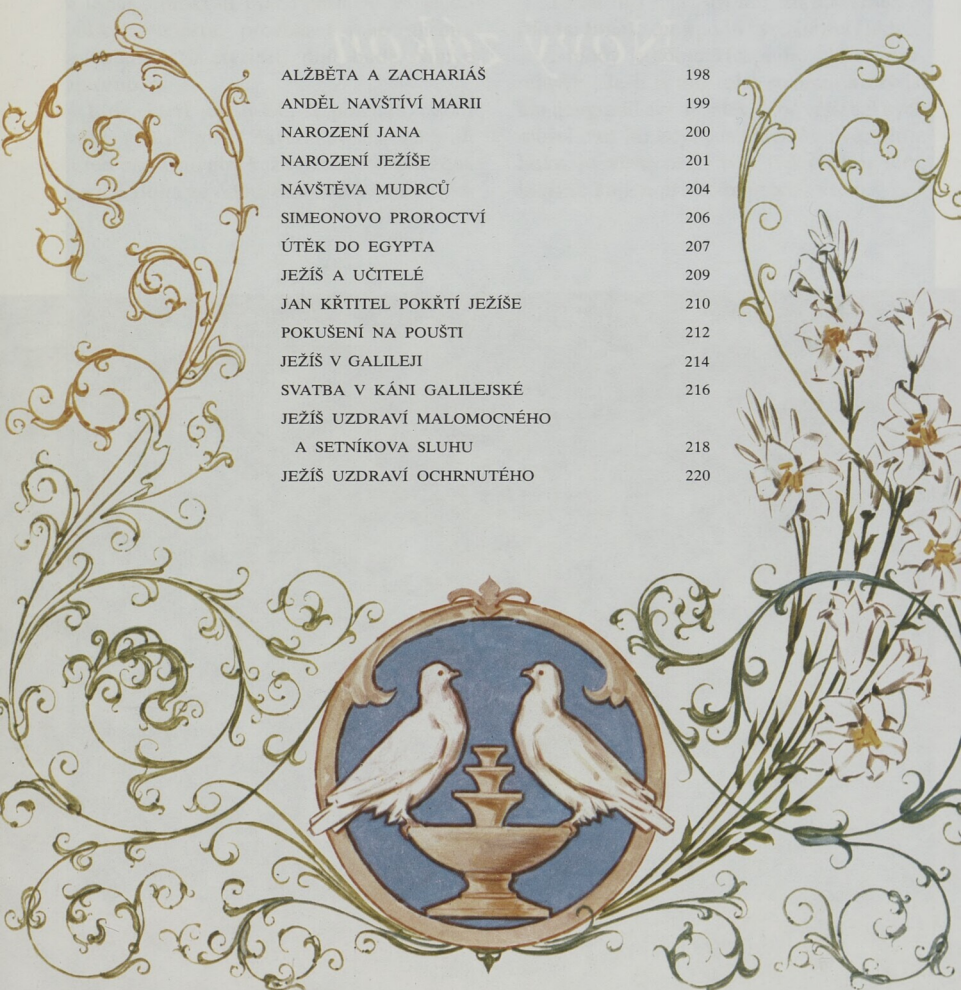 ALŽBĚTA A ZACHARIÁŠ 198
ANDĚL NAVŠTÍVÍ MARII 199
NAROZENÍ JANA 200
NAROZENÍ JEŽÍŠE 201
NÁVŠTĚVA MUDRCŮ 204
SIMEONOVO PROROCTVÍ 206
ÚTĚK DO EGYPTA 207
JEŽÍŠ A UČITELÉ 209
JAN KŘTITEL POKŘTÍ JEŽÍŠE 210
POKUŠENÍ NA POUŠTI 212
JEŽÍŠ V GALILEJI 214
SVATBA V KÁNI GALILEJSKÉ 216
JEŽÍŠ UZDRAVÍ MALOMOCNÉHO
A SETNÍKOVA SLUHU 218
JEŽÍŠ UZDRAVÍ OCHRNUTÉHO 220